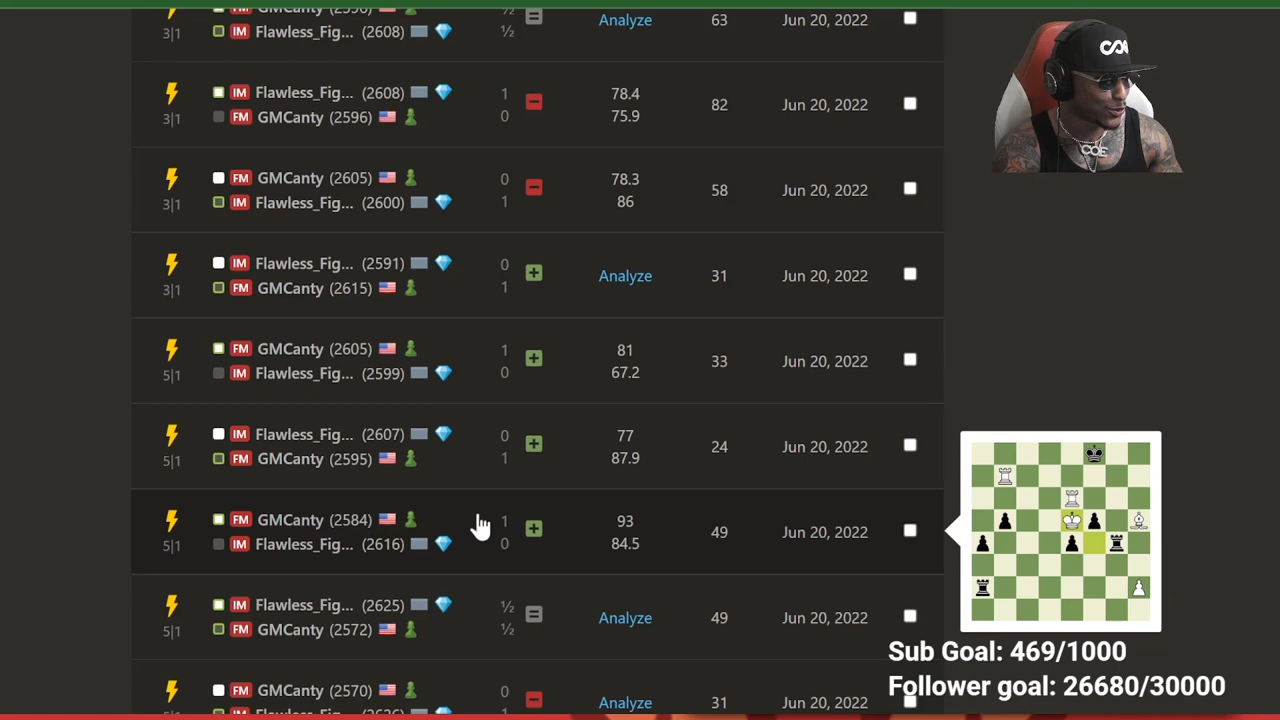 GMCanty (2596) ½
3|1 IM Flawless_Fig... (2608) ½ Analyze 63 Jun 20, 2022
IM Flawless_Fig... (2608) 1 78.4
3|1 FM GMCanty (2596) 0 75.9 82 Jun 20, 2022
FM GMCanty (2605) 0 78.3
3|1 IM Flawless_Fig... (2600) 1 86 58 Jun 20, 2022
IM Flawless_Fig... (2591) 0
3|1 FM GMCanty (2615) 1 Analyze 31 Jun 20, 2022
FM GMCanty (2605) 1 81
5|1 IM Flawless_Fig... (2599) 0 67.2 33 Jun 20, 2022
IM Flawless_Fig... (2607) 0 77
5|1 FM GMCanty (2595) 1 87.9 24 Jun 20, 2022
FM GMCanty (2584) 1 93
5|1 IM Flawless_Fig... (2616) 0 84.5 49 Jun 20, 2022
IM Flawless_Fig... (2625) ½
5|1 FM GMCanty (2572) ½ Analyze 49 Jun 20, 2022
FM GMCanty (2570) 0
Analyze 31 Jun 20, 2022
COE
Sub Goal: 469/1000
Follower goal: 26680/30000